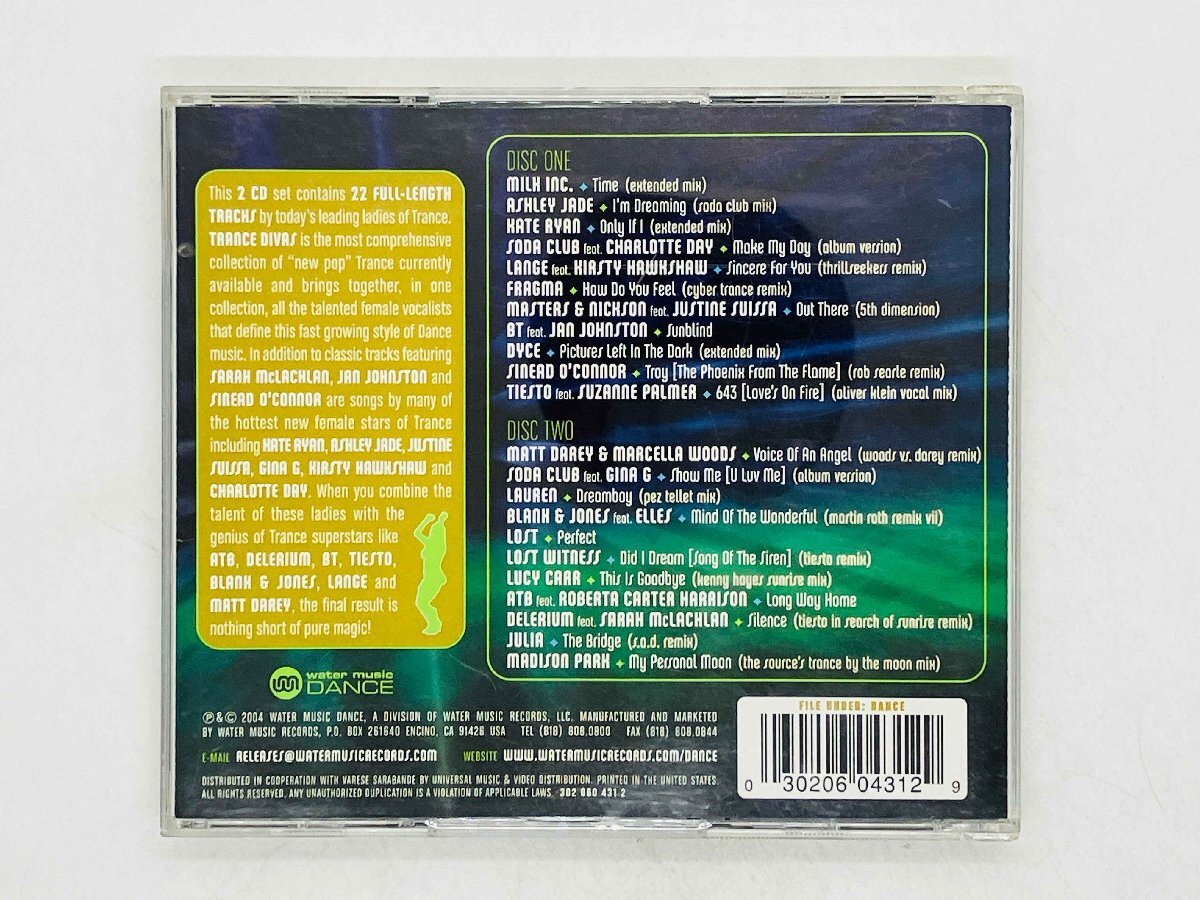 This 2 CD set contains 22 FULL-LENGTH
TRACKS by today's leading ladies of Trance.
TRANCE DIVAS is the most comprehensive
collection of "new pop" Trance currently
available and brings together, in one
collection, all the talented female vocalists
that define this fast growing style of Dance
music. In addition to classic tracks featuring
SARAH McLACHLAN, JAN JOHNSTON and
SINEAD O'CONNOR are songs by many of
the hottest new female stars of Trance
including KATE RYAN, ASHLEY JADE, JUSTINE
SUISSA, GINA G, KIRSTY HAWKSHAW and
CHARLOTTE DAY. When you combine the
talent of these ladies with the
genius of Trance superstars like
ATB, DELERIUM, BT, TIESTO,
BLANK & JONES, LANGE and
MATT DAREY, the final result is
nothing short of pure magic!
DISC ONE
MILK INC. ✦ Time (extended mix)
ASHLEY JADE ✦ I'm Dreaming (soda club mix)
KATE RYAN ✦ Only If I (extended mix)
SODA CLUB feat. CHARLOTTE DAY ✦ Make My Day (album version)
LANGE feat. KIRSTY HAWKSHAW ✦ Sincere For You (thrillseekers remix)
FRAGMA ✦ How Do You Feel (cyber trance remix)
MASTERS & NICKSON feat. JUSTINE SUISSA ✦ Out There (5th dimension)
BT feat. JAN JOHNSTON ✦ Sunblind
DYCE ✦ Pictures Left In The Dark (extended mix)
SINEAD O'CONNOR ✦ Troy [The Phoenix From The Flame] (rob searle remix)
TIESTO feat. SUZANNE PALMER ✦ 643 [Love's On Fire] (oliver klein vocal mix)
DISC TWO
MATT DAREY & MARCELLA WOODS ✦ Voice Of An Angel (woods vs. darey remix)
SODA CLUB feat. GINA G ✦ Show Me [U Luv Me] (album version)
LAUREN ✦ Dreamboy (pez tellet mix)
BLANK & JONES feat. ELLES ✦ Mind Of The Wonderful (martin roth remix vii)
LOST ✦ Perfect
LOST WITNESS ✦ Did I Dream [Song Of The Siren] (tiesto remix)
LUCY CARR ✦ This Is Goodbye (kenny hayes sunrise mix)
ATB feat. ROBERTA CARTER HARRISON ✦ Long Way Home
DELERIUM feat. SARAH McLACHLAN ✦ Silence (tiesto in search of sunrise remix)
JULIA ✦ The Bridge (s.o.d. remix)
MADISON PARK ✦ My Personal Moon (the source's trance by the moon mix)
water music
DANCE
℗ & © 2004 WATER MUSIC DANCE, A DIVISION OF WATER MUSIC RECORDS, LLC. MANUFACTURED AND MARKETED
BY WATER MUSIC RECORDS, P.O. BOX 261640 ENCINO, CA 91426 USA TEL (818) 808.0800 FAX (818) 808.0844
E-MAIL RELEASES@WATERMUSICRECORDS.COM WEBSITE WWW.WATERMUSICRECORDS.COM/DANCE
DISTRIBUTED IN COOPERATION WITH VARESE SARABANDE BY UNIVERSAL MUSIC & VIDEO DISTRIBUTION. PRINTED IN THE UNITED STATES.
ALL RIGHTS RESERVED. ANY UNAUTHORIZED DUPLICATION IS A VIOLATION OF APPLICABLE LAWS. 302 060 431 2
FILE UNDER: DANCE
0 30206 04312 9